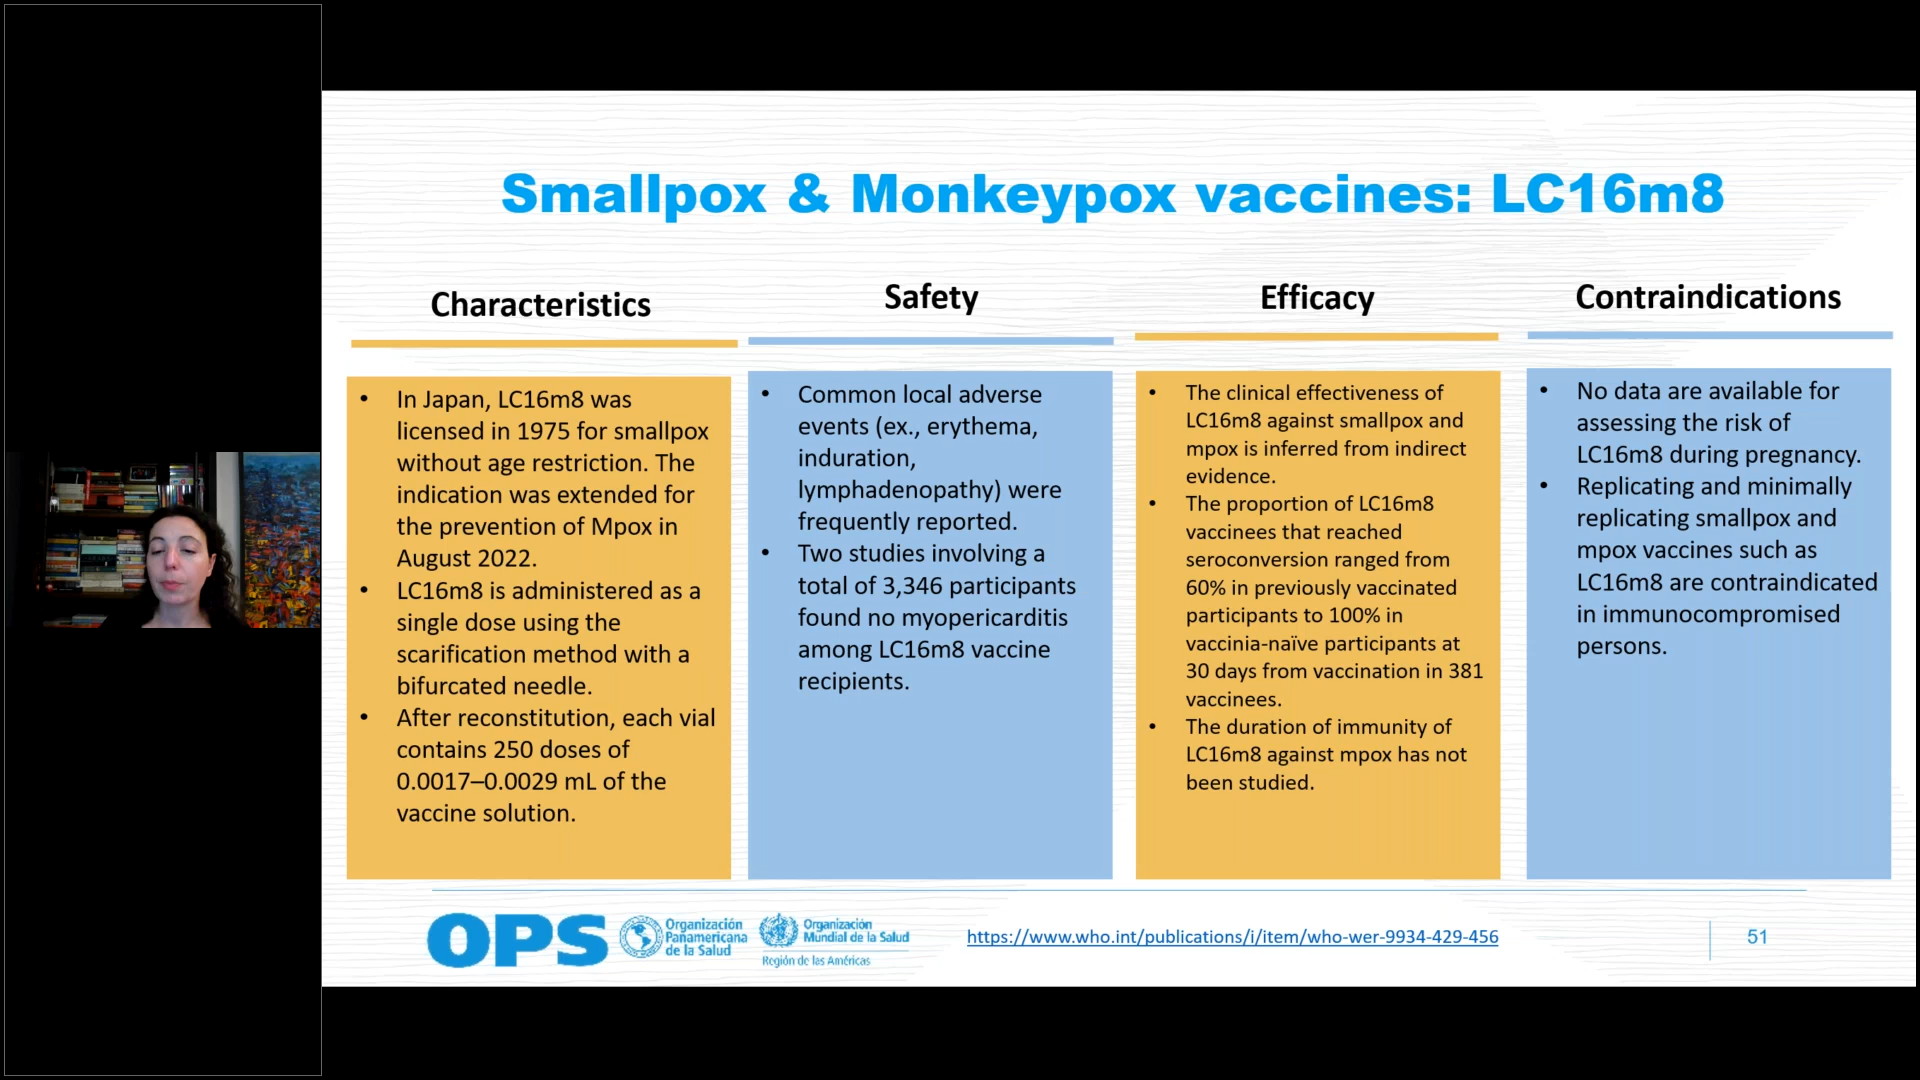 Smallpox & Monkeypox vaccines: LC16m8
Characteristics
• In Japan, LC16m8 was
licensed in 1975 for smallpox
without age restriction. The
indication was extended for
the prevention of Mpox in
August 2022.
• LC16m8 is administered as a
single dose using the
scarification method with a
bifurcated needle.
• After reconstitution, each vial
contains 250 doses of
0.0017–0.0029 mL of the
vaccine solution.
Safety
• Common local adverse
events (ex., erythema,
induration,
lymphadenopathy) were
frequently reported.
• Two studies involving a
total of 3,346 participants
found no myopericarditis
among LC16m8 vaccine
recipients.
Efficacy
• The clinical effectiveness of
LC16m8 against smallpox and
mpox is inferred from indirect
evidence.
• The proportion of LC16m8
vaccinees that reached
seroconversion ranged from
60% in previously vaccinated
participants to 100% in
vaccinia-naïve participants at
30 days from vaccination in 381
vaccinees.
• The duration of immunity of
LC16m8 against mpox has not
been studied.
Contraindications
• No data are available for
assessing the risk of
LC16m8 during pregnancy.
• Replicating and minimally
replicating smallpox and
mpox vaccines such as
LC16m8 are contraindicated
in immunocompromised
persons.
OPS
Organización
Panamericana
de la Salud
Organización
Mundial de la Salud
Región de las Américas
https://www.who.int/publications/i/item/who-wer-9934-429-456
51